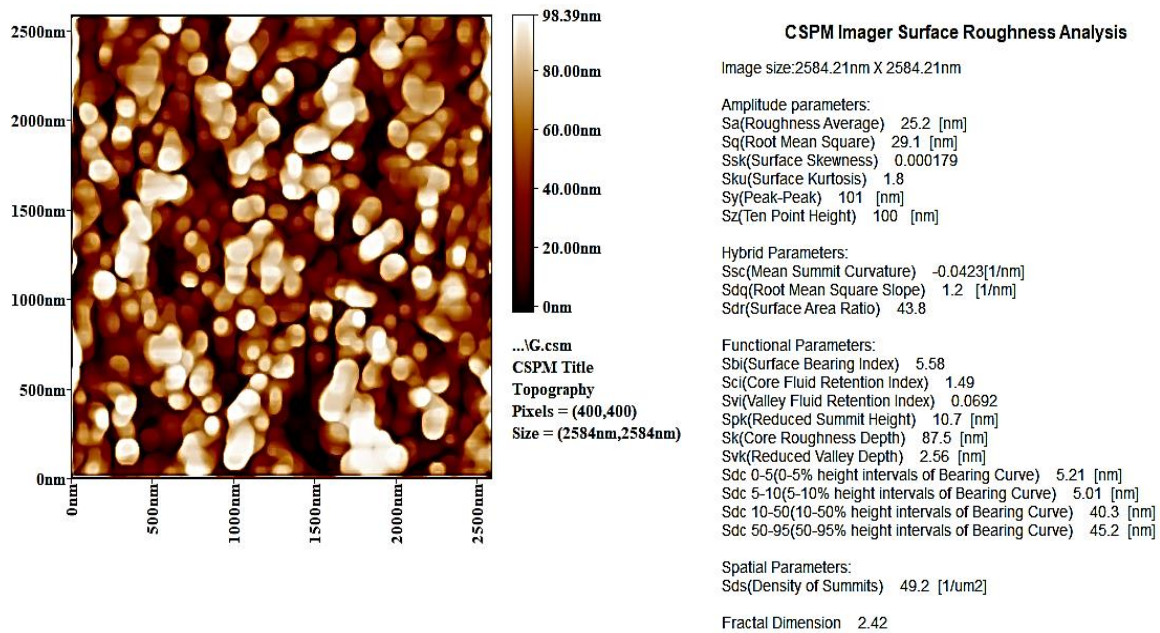 2500nm
2000nm
1500nm
1000nm
500nm
0nm
0nm
500nm
1000nm
1500nm
2000nm
2500nm
98.39nm
80.00nm
60.00nm
40.00nm
20.00nm
0nm
...\G.csm
CSPM Title
Topography
Pixels = (400,400)
Size = (2584nm,2584nm)
CSPM Imager Surface Roughness Analysis
Image size:2584.21nm X 2584.21nm
Amplitude parameters:
Sa(Roughness Average) 25.2 [nm]
Sq(Root Mean Square) 29.1 [nm]
Ssk(Surface Skewness) 0.000179
Sku(Surface Kurtosis) 1.8
Sy(Peak-Peak) 101 [nm]
Sz(Ten Point Height) 100 [nm]
Hybrid Parameters:
Ssc(Mean Summit Curvature) -0.0423[1/nm]
Sdq(Root Mean Square Slope) 1.2 [1/nm]
Sdr(Surface Area Ratio) 43.8
Functional Parameters:
Sbi(Surface Bearing Index) 5.58
Sci(Core Fluid Retention Index) 1.49
Svi(Valley Fluid Retention Index) 0.0692
Spk(Reduced Summit Height) 10.7 [nm]
Sk(Core Roughness Depth) 87.5 [nm]
Svk(Reduced Valley Depth) 2.56 [nm]
Sdc 0-5(0-5% height intervals of Bearing Curve) 5.21 [nm]
Sdc 5-10(5-10% height intervals of Bearing Curve) 5.01 [nm]
Sdc 10-50(10-50% height intervals of Bearing Curve) 40.3 [nm]
Sdc 50-95(50-95% height intervals of Bearing Curve) 45.2 [nm]
Spatial Parameters:
Sds(Density of Summits) 49.2 [1/um2]
Fractal Dimension 2.42